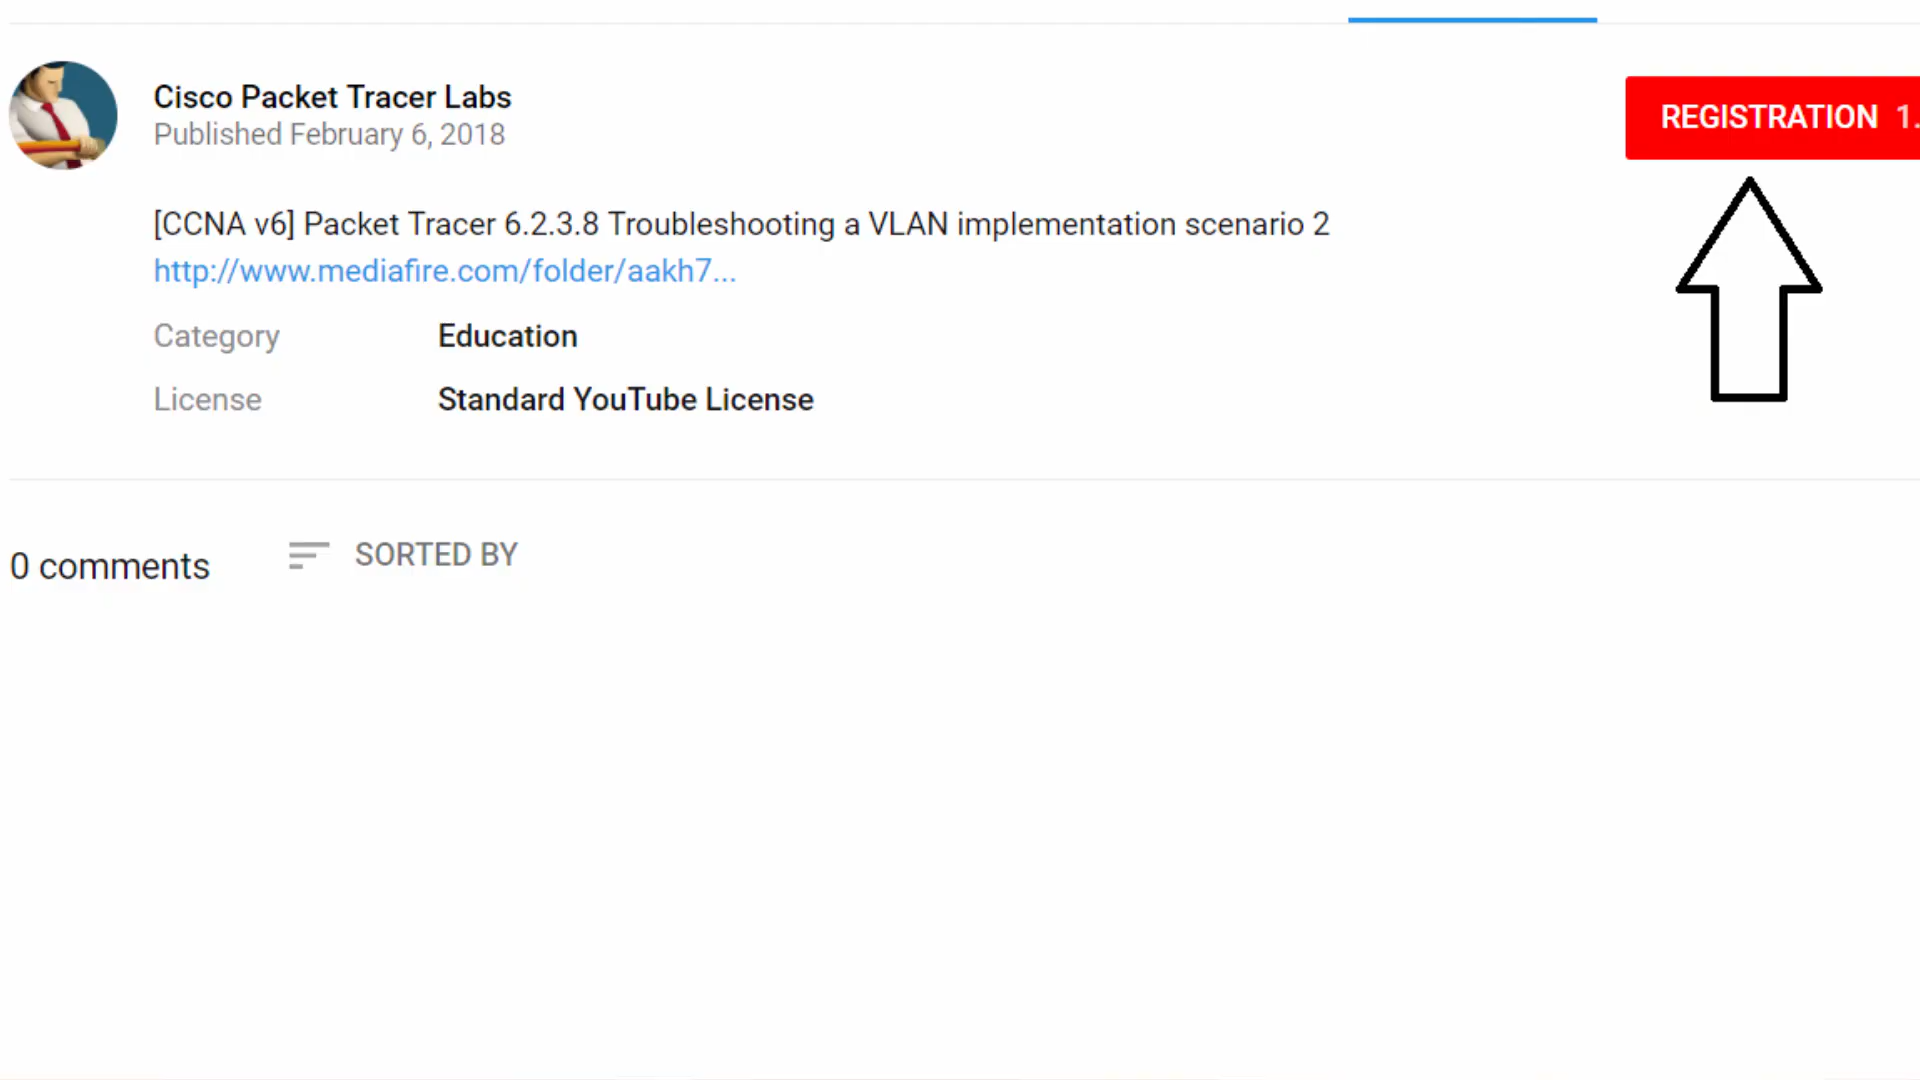 Cisco Packet Tracer Labs
Published February 6, 2018
REGISTRATION 1.
[CCNA v6] Packet Tracer 6.2.3.8 Troubleshooting a VLAN implementation scenario 2
http://www.mediafire.com/folder/aakh7...
Category Education
License Standard YouTube License
0 comments SORTED BY